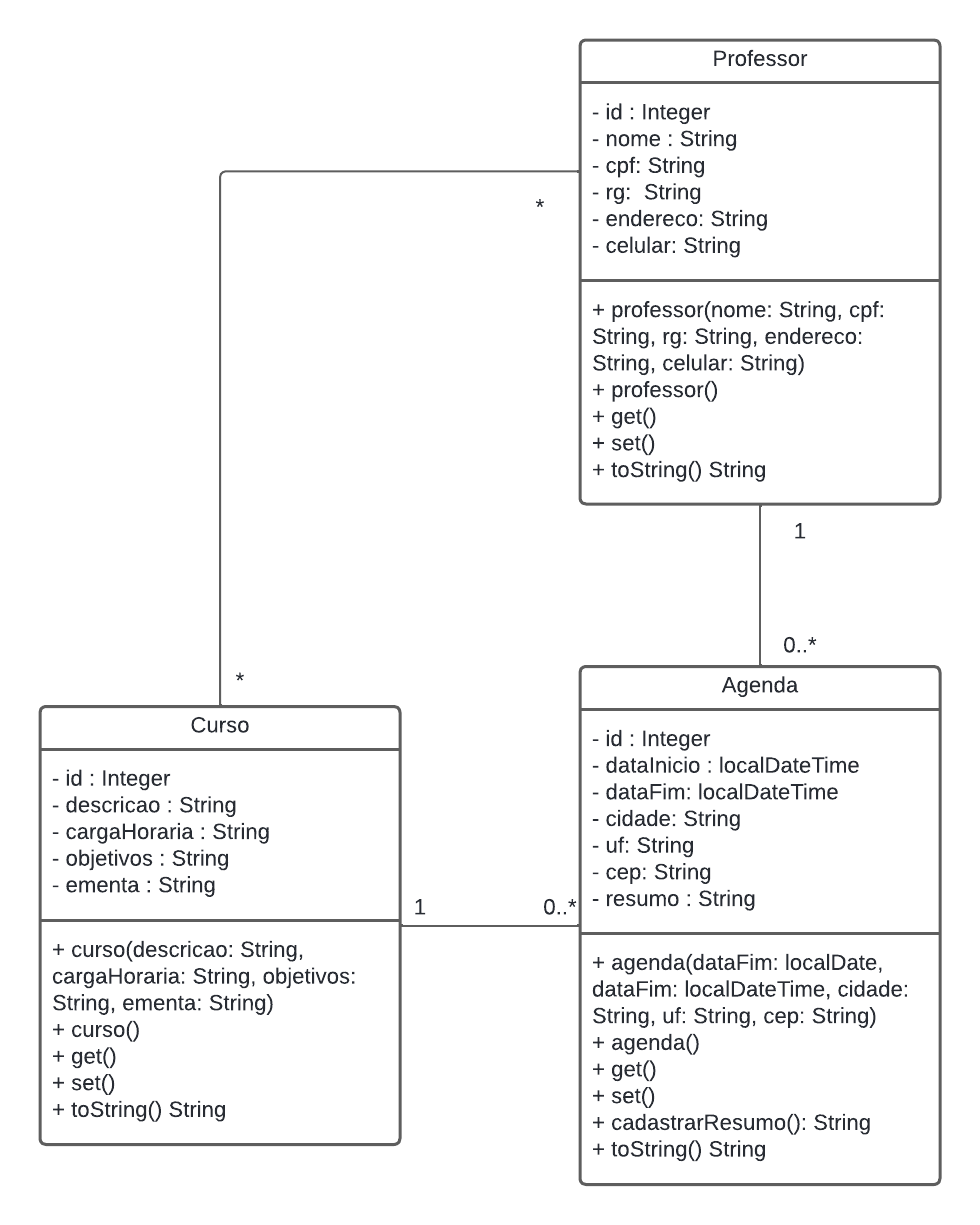 Professor
- id : Integer
- nome : String
- cpf: String
- rg:  String
- endereco: String
- celular: String
+ professor(nome: String, cpf:
String, rg: String, endereco:
String, celular: String)
+ professor()
+ get()
+ set()
+ toString() String
*
1
0..*
*
Curso
- id : Integer
- descricao : String
- cargaHoraria : String
- objetivos : String
- ementa : String
+ curso(descricao: String,
cargaHoraria: String, objetivos:
String, ementa: String)
+ curso()
+ get()
+ set()
+ toString() String
1
0..*
Agenda
- id : Integer
- dataInicio : localDateTime
- dataFim: localDateTime
- cidade: String
- uf: String
- cep: String
- resumo : String
+ agenda(dataFim: localDate,
dataFim: localDateTime, cidade:
String, uf: String, cep: String)
+ agenda()
+ get()
+ set()
+ cadastrarResumo(): String
+ toString() String